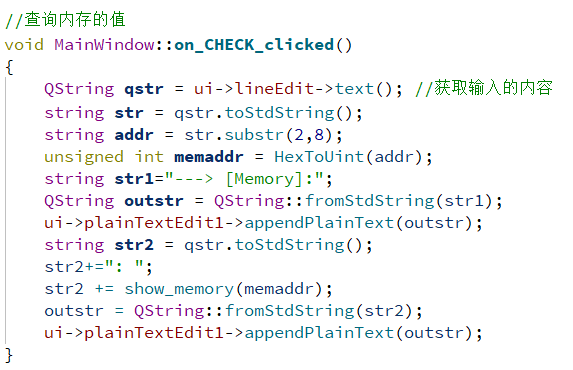 //查询内存的值
void MainWindow::on_CHECK_clicked()
{
    QString qstr = ui->lineEdit->text(); //获取输入的内容
    string str = qstr.toStdString();
    string addr = str.substr(2,8);
    unsigned int memaddr = HexToUint(addr);
    string str1="---> [Memory]:";
    QString outstr = QString::fromStdString(str1);
    ui->plainTextEdit1->appendPlainText(outstr);
    string str2 = qstr.toStdString();
    str2+=": ";
    str2 += show_memory(memaddr);
    outstr = QString::fromStdString(str2);
    ui->plainTextEdit1->appendPlainText(outstr);
}